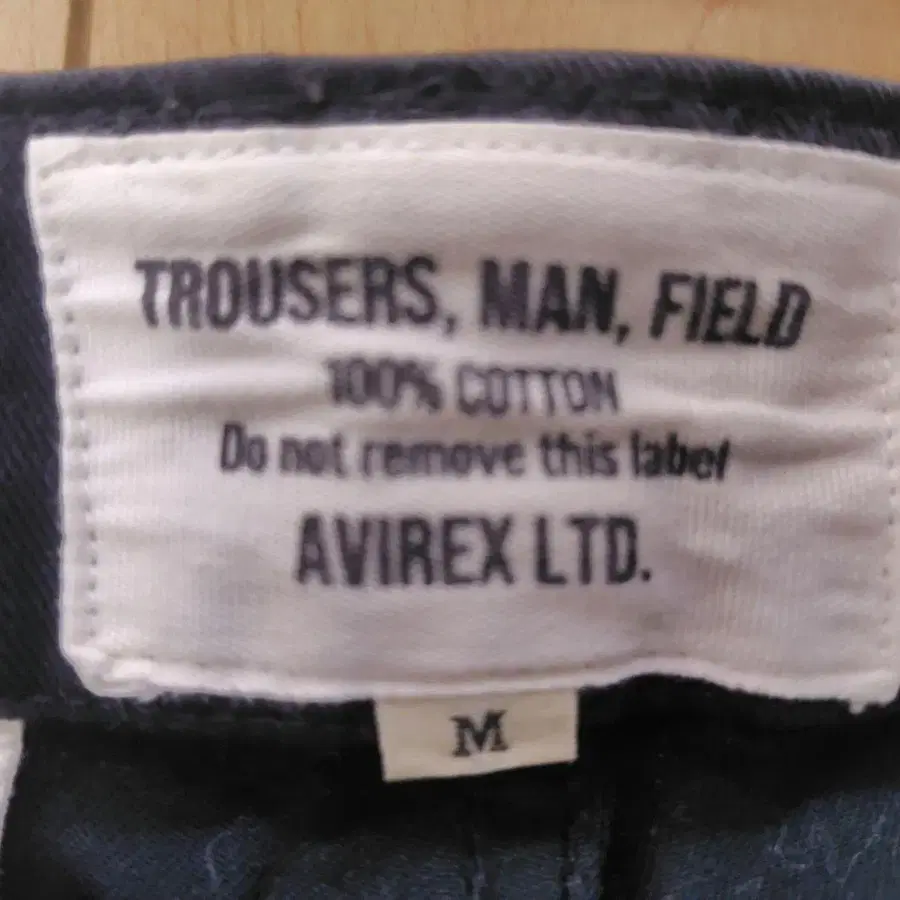 TROUSERS, MAN, FIELD
100% COTTON
Do not remove this label
AVIREX LTD.
M